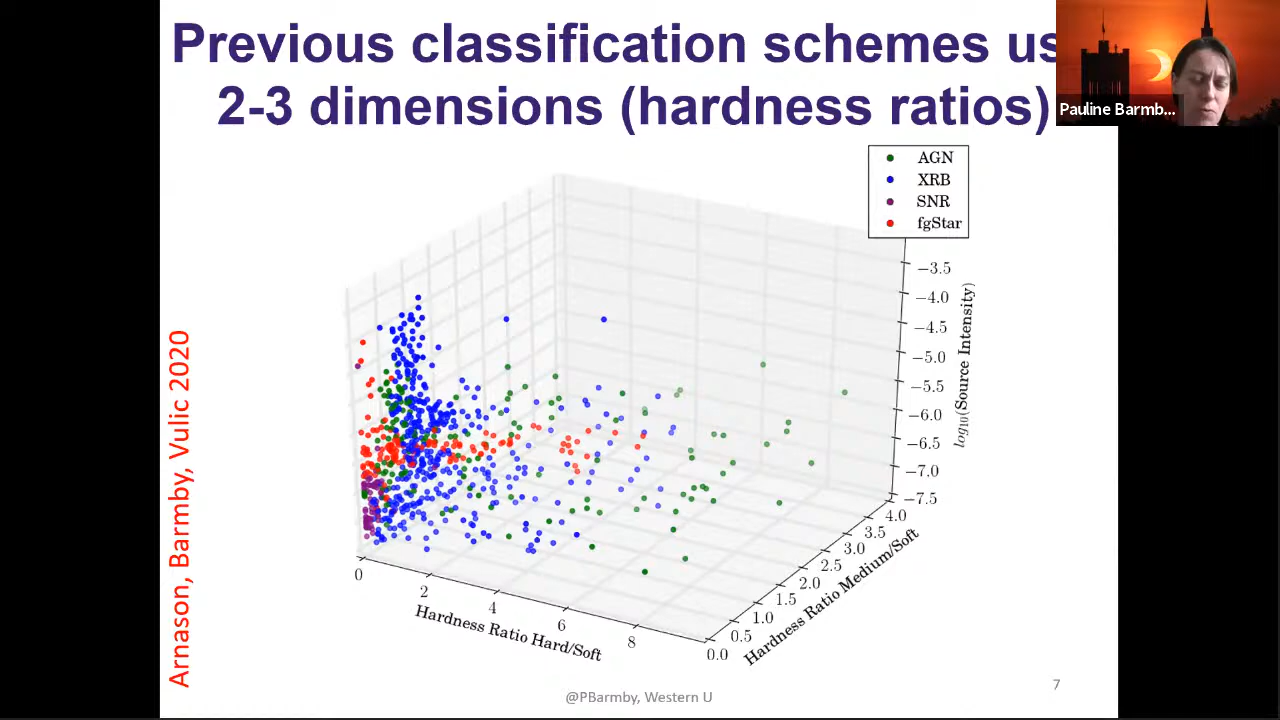 Previous classification schemes us
2-3 dimensions (hardness ratios)
Pauline Barmb...
AGN
XRB
SNR
fgStar
−3.5
−4.0
−4.5
−5.0
−5.5
−6.0
−6.5
−7.0
−7.5
log10(Source Intensity)
4.0
3.5
3.0
2.5
2.0
1.5
1.0
0.5
0.0
Hardness Ratio Medium/Soft
0
2
4
6
8
Hardness Ratio Hard/Soft
Arnason, Barmby, Vulic 2020
@PBarmby, Western U
7